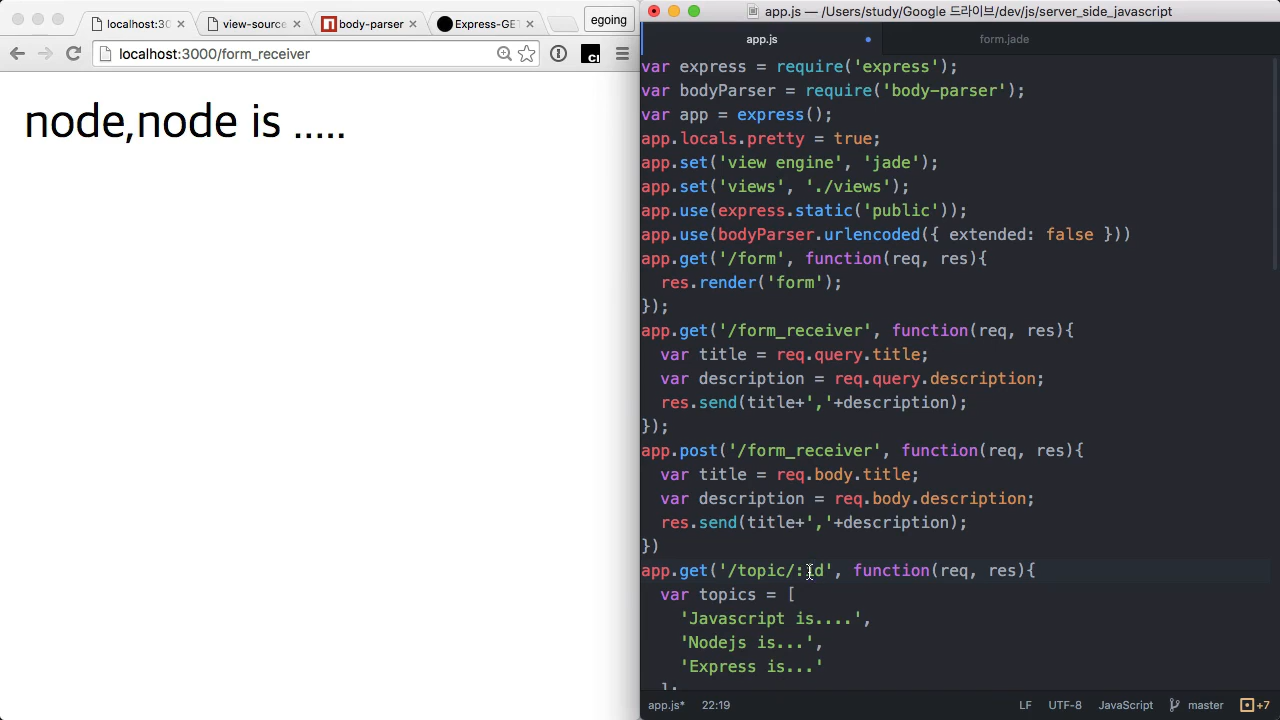 localhost:30
view-source
body-parser
Express-GET
egoing
localhost:3000/form_receiver
node,node is .....
app.js — /Users/study/Google 드라이브/dev/js/server_side_javascript
app.js
form.jade
var express = require('express');
var bodyParser = require('body-parser');
var app = express();
app.locals.pretty = true;
app.set('view engine', 'jade');
app.set('views', './views');
app.use(express.static('public'));
app.use(bodyParser.urlencoded({ extended: false }))
app.get('/form', function(req, res){
  res.render('form');
});
app.get('/form_receiver', function(req, res){
  var title = req.query.title;
  var description = req.query.description;
  res.send(title+','+description);
});
app.post('/form_receiver', function(req, res){
  var title = req.body.title;
  var description = req.body.description;
  res.send(title+','+description);
})
app.get('/topic/:id', function(req, res){
  var topics = [
    'Javascript is....',
    'Nodejs is...',
    'Express is...'
  ];
app.js* 22:19 LF UTF-8 JavaScript master +7